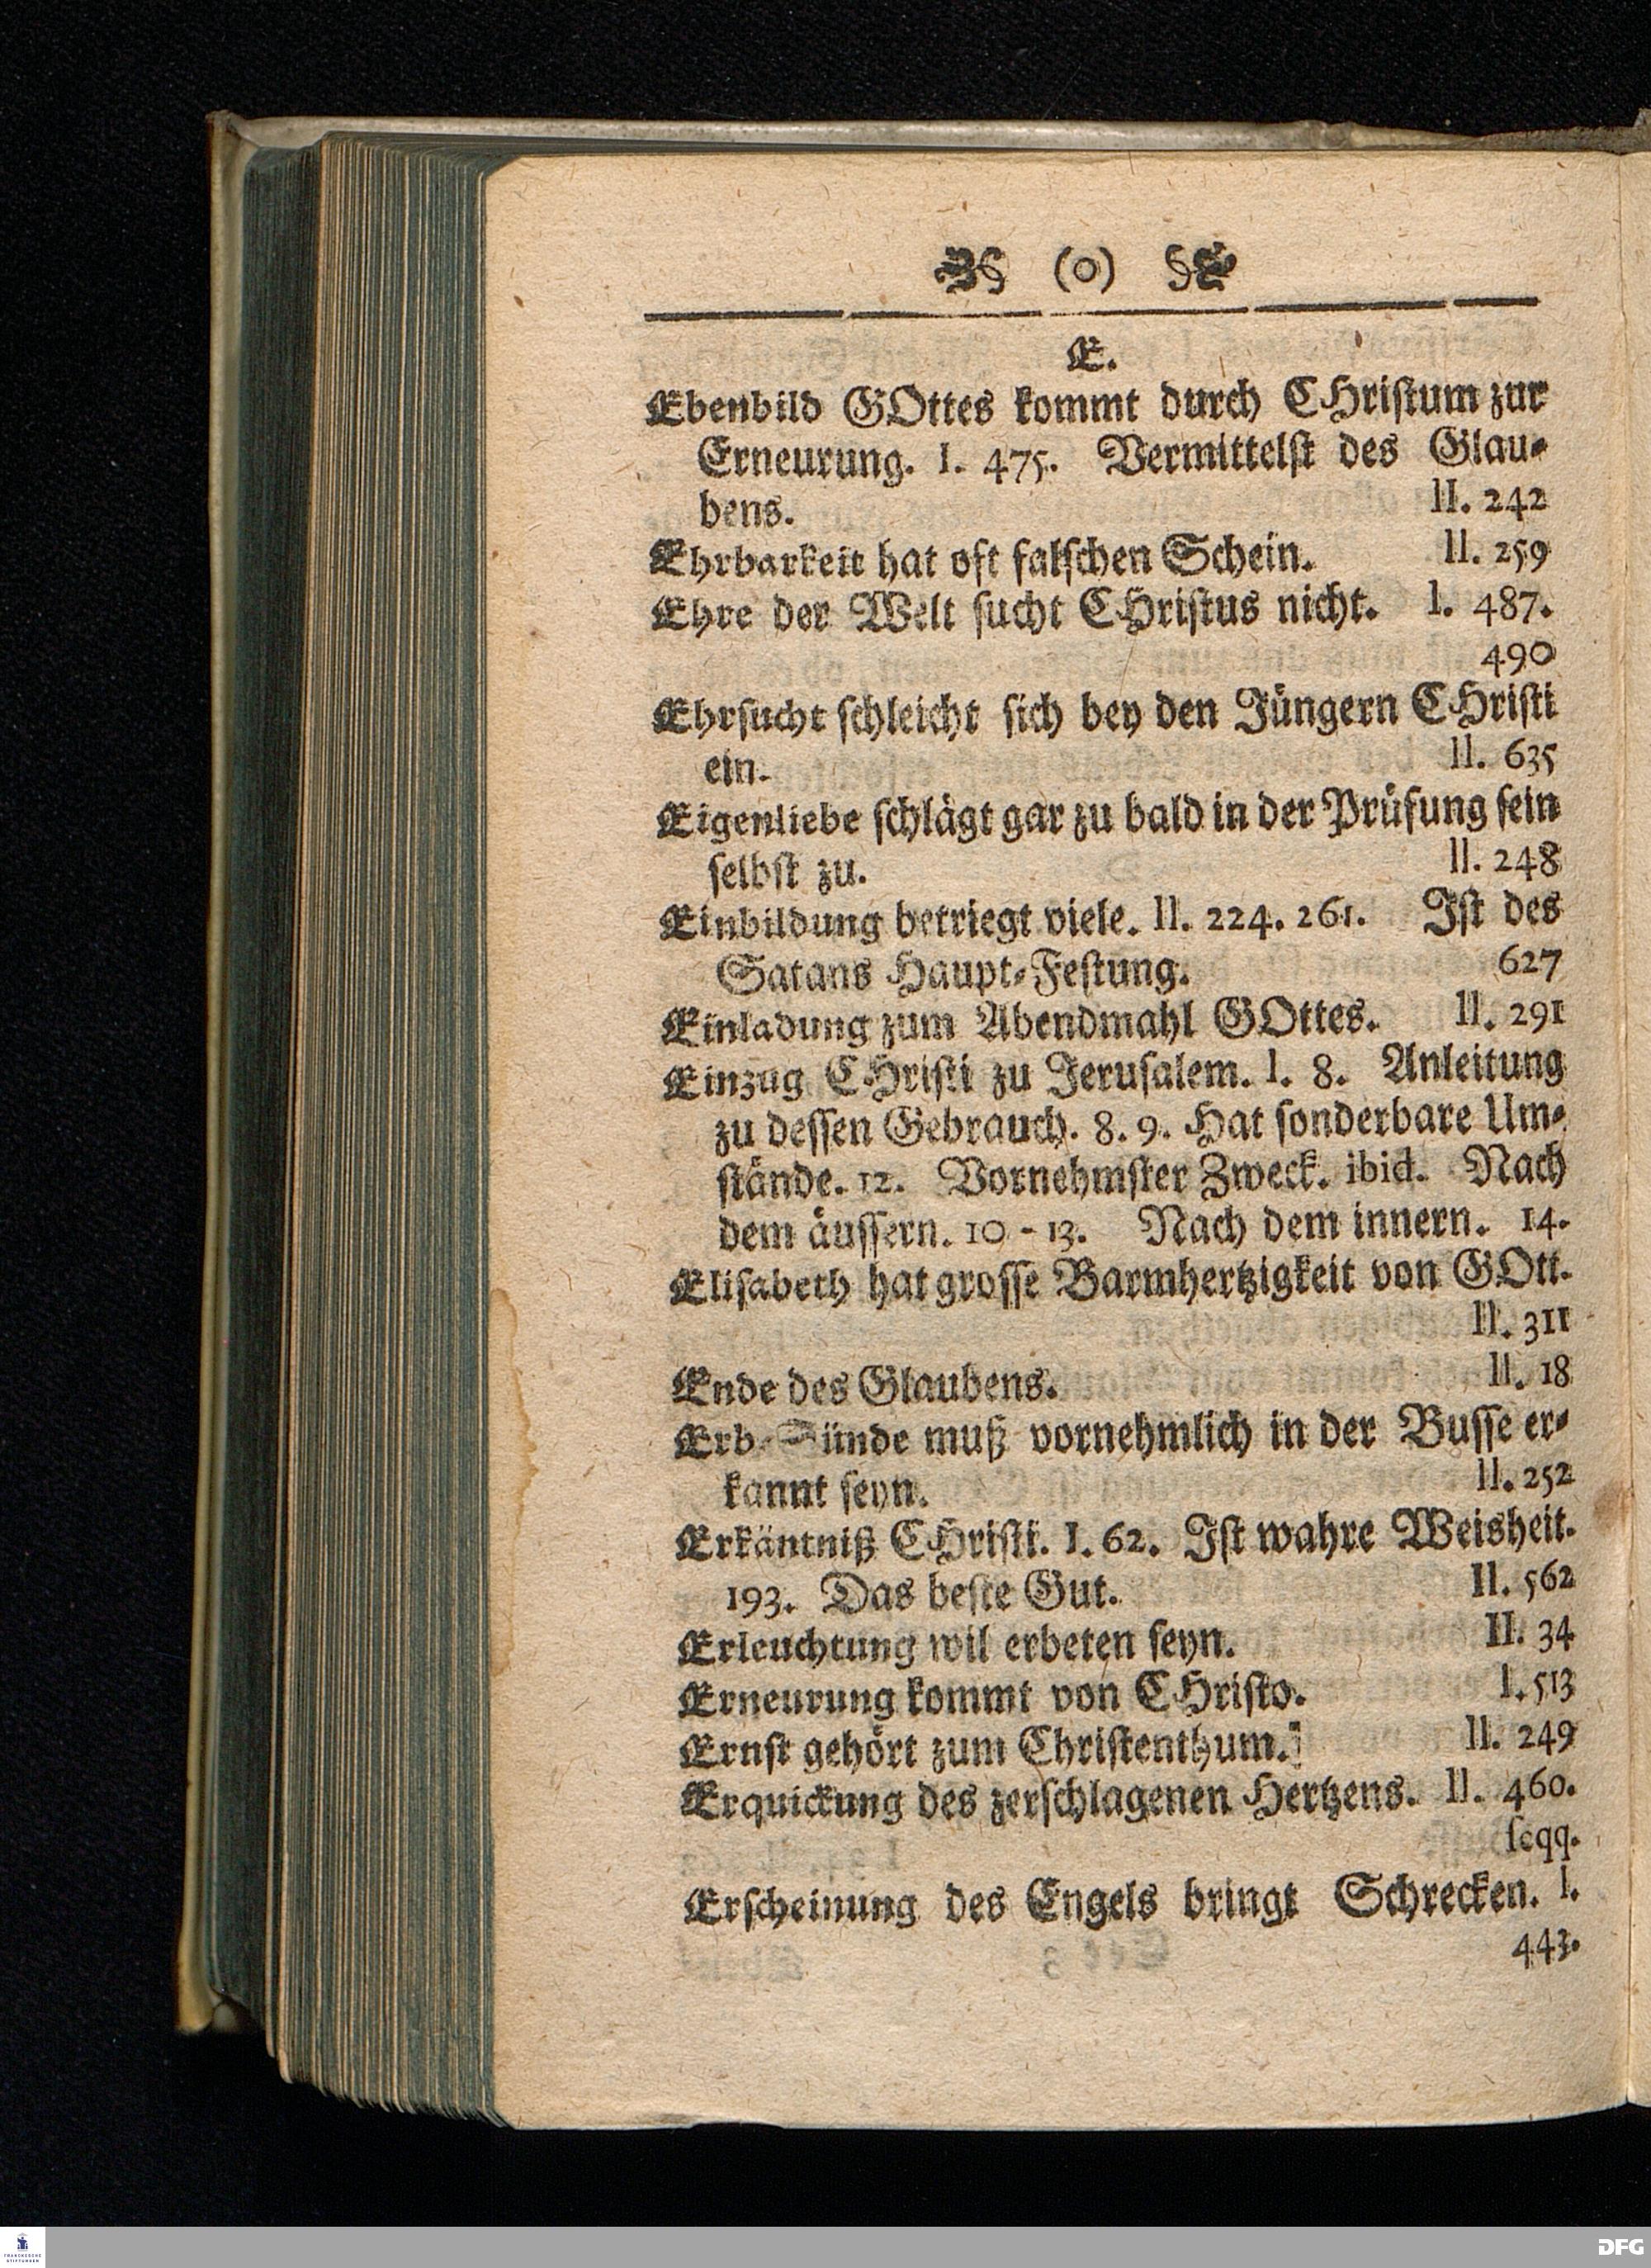 (o)
E.
Ebenbild GOttes kommt durch CHristum zur
Erneurung. I. 475. Vermittelst des Glau-
bens. II. 242
Ehrbarkeit hat oft falschen Schein. II. 259
Ehre der Welt sucht CHristus nicht. I. 487.
490
Ehrsucht schleicht sich bey den Jüngern CHristi
ein. II. 635
Eigenliebe schlägt gar zu bald in der Prüfung sein
selbst zu. II. 248
Einbildung betriegt viele. II. 224. 261. Ist des
Satans Haupt-Festung. 627
Einladung zum Abendmahl GOttes. II. 291
Einzug CHristi zu Jerusalem. I. 8. Anleitung
zu dessen Gebrauch. 8. 9. Hat sonderbare Um-
stände. 12. Vornehmster Zweck. ibid. Nach
dem äussern. 10 - 13. Nach dem innern. 14.
Elisabeth hat grosse Barmhertzigkeit von GOtt.
II. 311
Ende des Glaubens. II. 18
Erb-Sünde muß vornehmlich in der Busse er-
kannt seyn. II. 252
Erkäntniß CHristi. I. 62. Ist wahre Weisheit.
193. Das beste Gut. II. 562
Erleuchtung wil erbeten seyn. II. 34
Erneurung kommt von CHristo. I. 513
Ernst gehört zum Christenthum. II. 249
Erquickung des zerschlagenen Hertzens. II. 460.
seqq.
Erscheinung des Engels bringt Schrecken. I.
443.
FRANCKESCHE
STIFTUNGEN
DFG